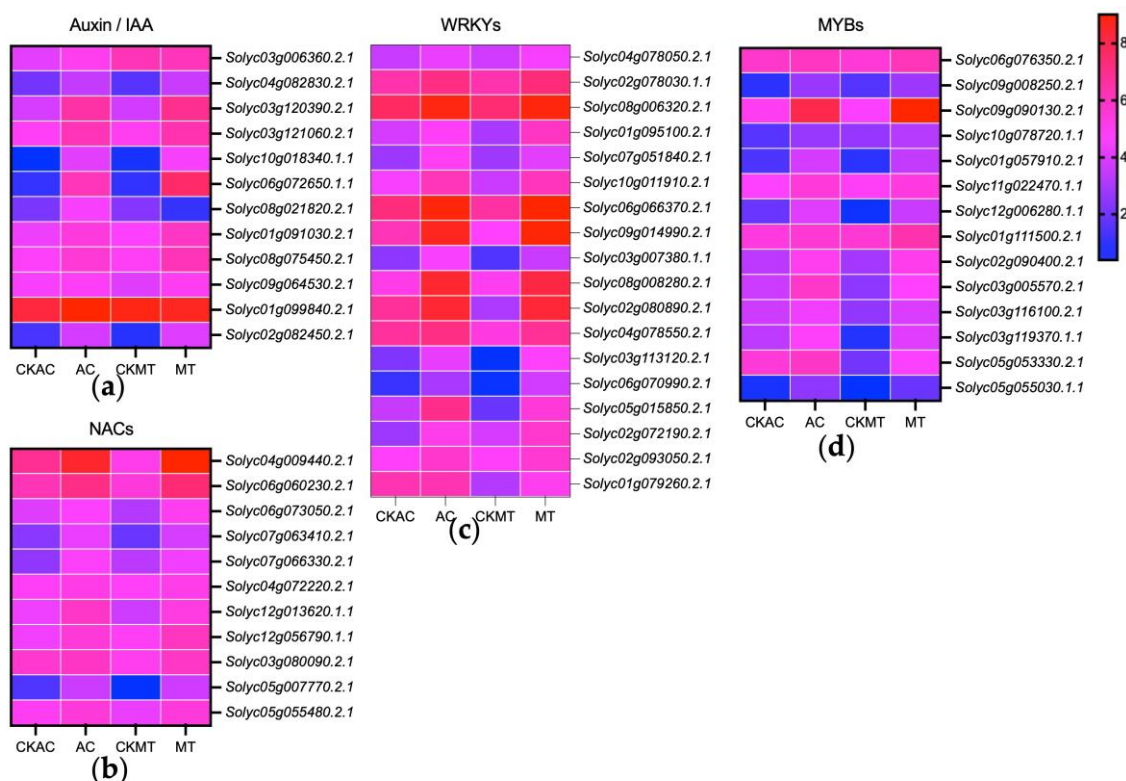 Auxin / IAA
Solyc03g006360.2.1
Solyc04g082830.2.1
Solyc03g120390.2.1
Solyc03g121060.2.1
Solyc10g018340.1.1
Solyc06g072650.1.1
Solyc08g021820.2.1
Solyc01g091030.2.1
Solyc08g075450.2.1
Solyc09g064530.2.1
Solyc01g099840.2.1
Solyc02g082450.2.1
CKAC AC CKMT MT
(a)
NACs
Solyc04g009440.2.1
Solyc06g060230.2.1
Solyc06g073050.2.1
Solyc07g063410.2.1
Solyc07g066330.2.1
Solyc04g072220.2.1
Solyc12g013620.1.1
Solyc12g056790.1.1
Solyc03g080090.2.1
Solyc05g007770.2.1
Solyc05g055480.2.1
CKAC AC CKMT MT
(b)
WRKYs
Solyc04g078050.2.1
Solyc02g078030.1.1
Solyc08g006320.2.1
Solyc01g095100.2.1
Solyc07g051840.2.1
Solyc10g011910.2.1
Solyc06g066370.2.1
Solyc09g014990.2.1
Solyc03g007380.1.1
Solyc08g008280.2.1
Solyc02g080890.2.1
Solyc04g078550.2.1
Solyc03g113120.2.1
Solyc06g070990.2.1
Solyc05g015850.2.1
Solyc02g072190.2.1
Solyc02g093050.2.1
Solyc01g079260.2.1
CKAC AC CKMT MT
(c)
MYBs
Solyc06g076350.2.1
Solyc09g008250.2.1
Solyc09g090130.2.1
Solyc10g078720.1.1
Solyc01g057910.2.1
Solyc11g022470.1.1
Solyc12g006280.1.1
Solyc01g111500.2.1
Solyc02g090400.2.1
Solyc03g005570.2.1
Solyc03g116100.2.1
Solyc03g119370.1.1
Solyc05g053330.2.1
Solyc05g055030.1.1
CKAC AC CKMT MT
(d)
8
6
4
2